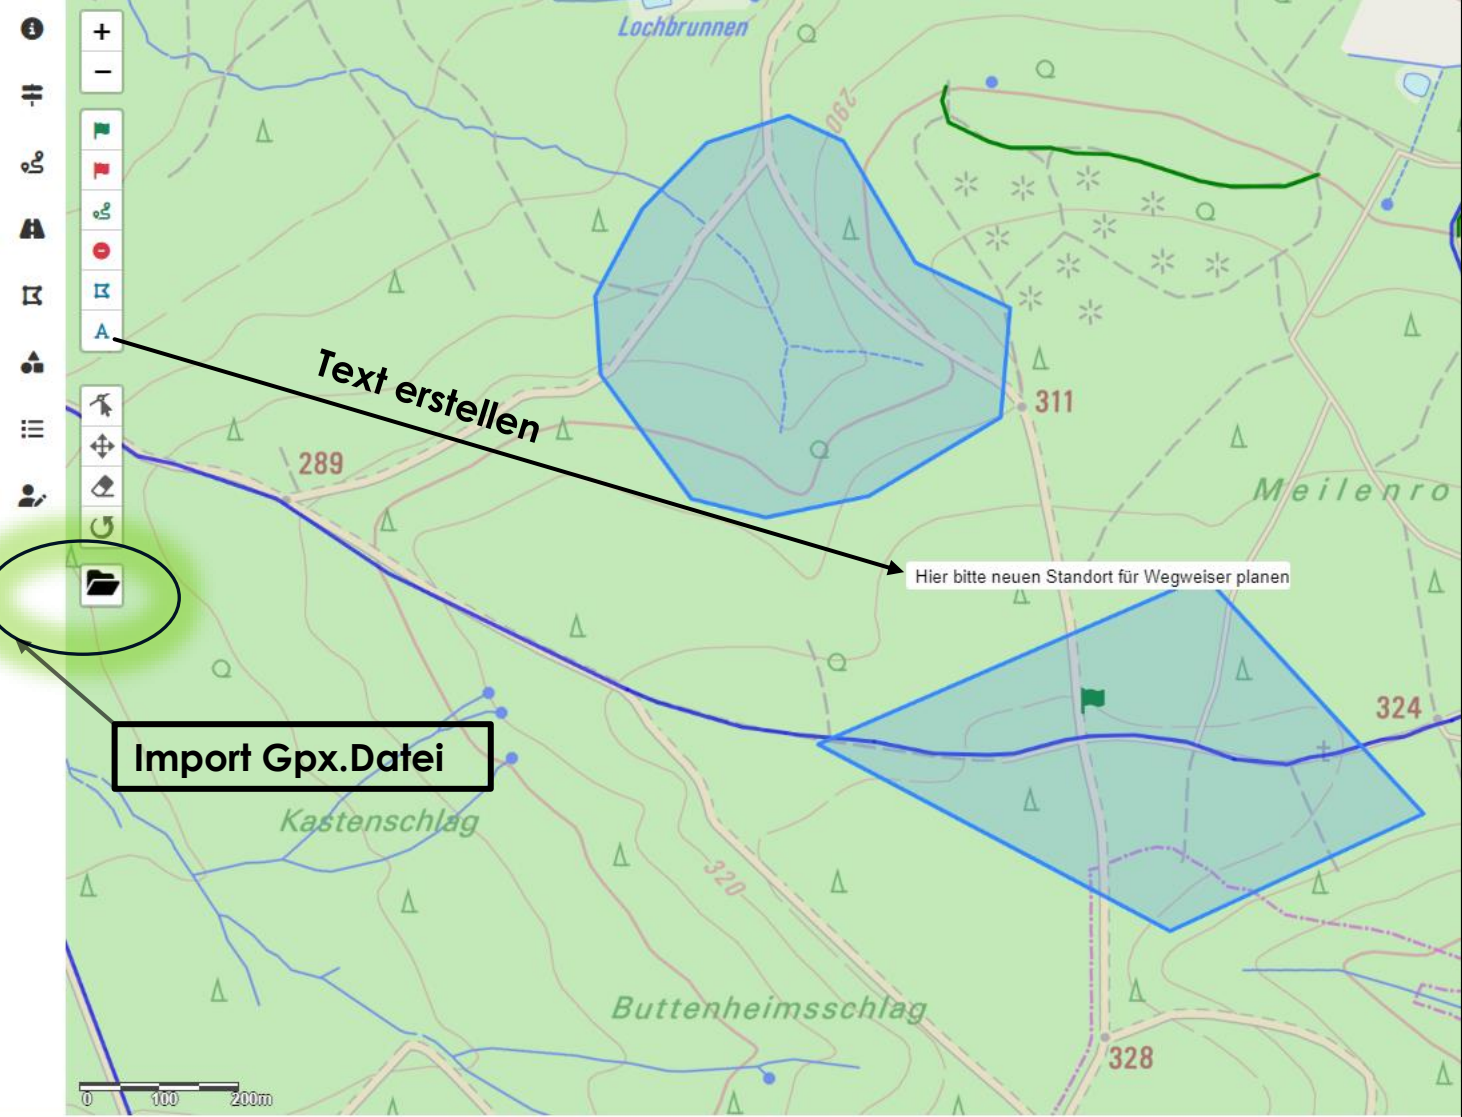 Lochbrunnen
+
−
290
A
Text erstellen
311
289
Meilenro
Hier bitte neuen Standort für Wegweiser planen
324
Import Gpx.Datei
Kastenschlag
320
Buttenheimsschlag
328
0 100 200m